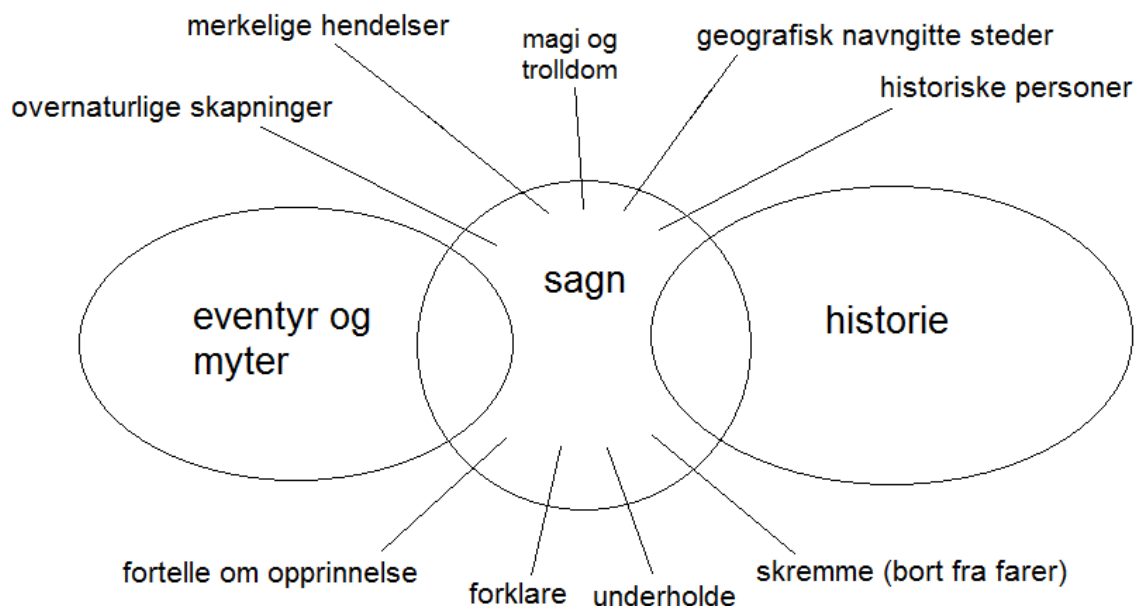 merkelige hendelser
magi og
trolldom
geografisk navngitte steder
overnaturlige skapninger
historiske personer
sagn
eventyr og
myter
historie
fortelle om opprinnelse
forklare
underholde
skremme (bort fra farer)